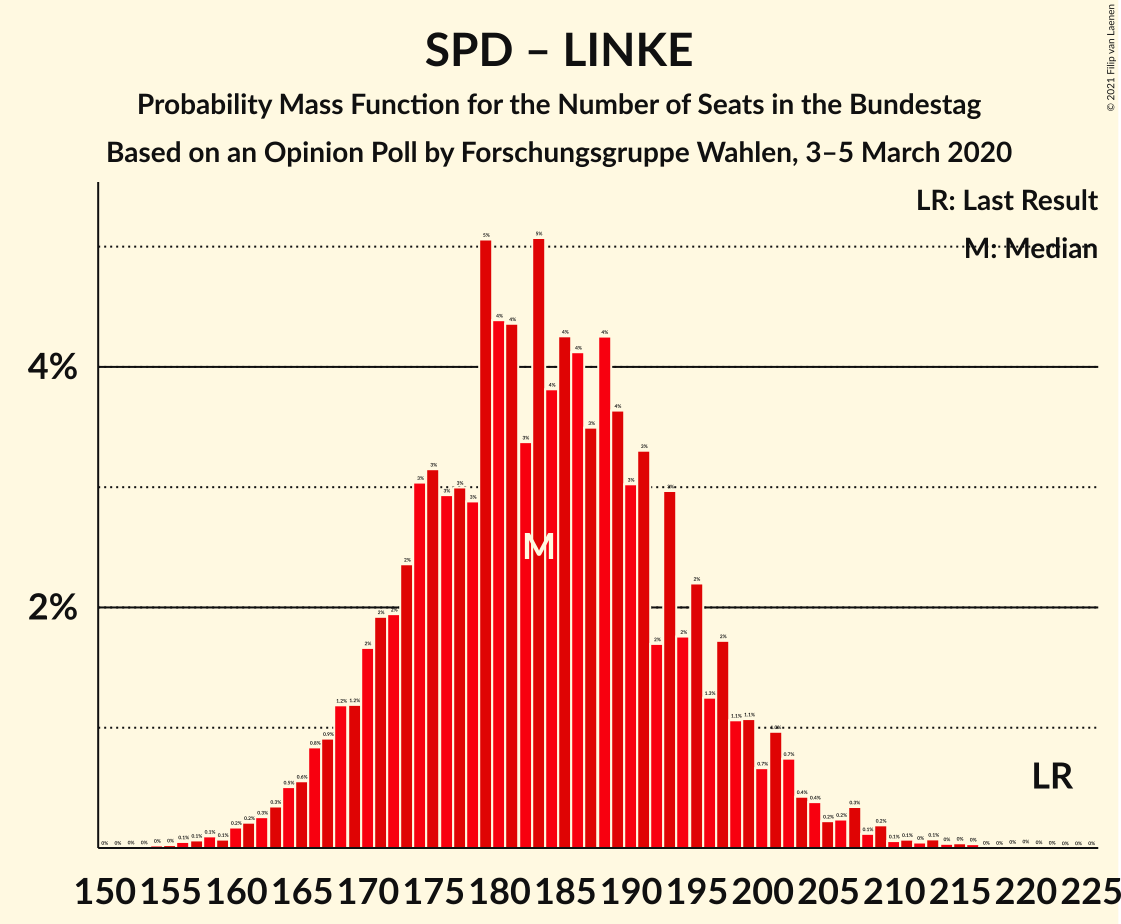 © 2021 Filip van Laenen
SPD – LINKE
Probability Mass Function for the Number of Seats in the Bundestag
Based on an Opinion Poll by Forschungsgruppe Wahlen, 3–5 March 2020
LR: Last Result
M: Median
4%
2%
M
LR
150 155 160 165 170 175 180 185 190 195 200 205 210 215 220 225